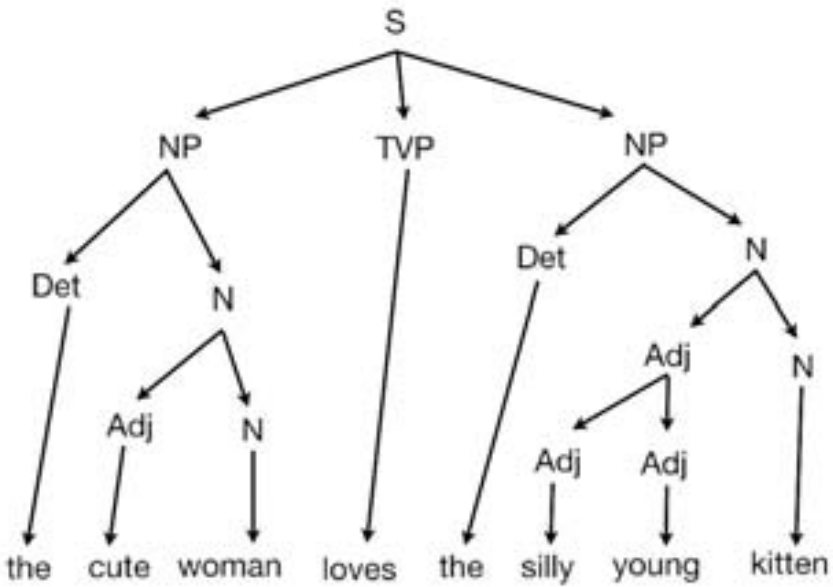 S
NP TVP NP
Det N Det N
Adj N Adj N
Adj Adj
the cute woman loves the silly young kitten